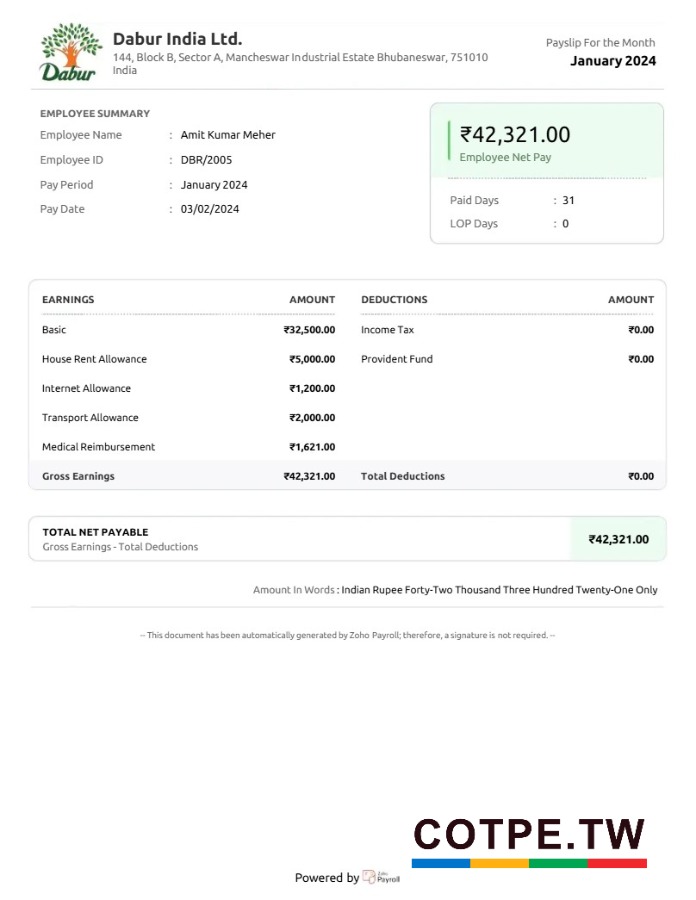 Dabur
Dabur India Ltd.
144, Block B, Sector A, Mancheswar Industrial Estate Bhubaneswar, 751010
India
Payslip For the Month
January 2024
EMPLOYEE SUMMARY
Employee Name : Amit Kumar Meher
Employee ID : DBR/2005
Pay Period : January 2024
Pay Date : 03/02/2024
₹42,321.00
Employee Net Pay
Paid Days : 31
LOP Days : 0
EARNINGS AMOUNT DEDUCTIONS AMOUNT
Basic ₹32,500.00 Income Tax ₹0.00
House Rent Allowance ₹5,000.00 Provident Fund ₹0.00
Internet Allowance ₹1,200.00
Transport Allowance ₹2,000.00
Medical Reimbursement ₹1,621.00
Gross Earnings ₹42,321.00 Total Deductions ₹0.00
TOTAL NET PAYABLE
Gross Earnings - Total Deductions
₹42,321.00
Amount In Words : Indian Rupee Forty-Two Thousand Three Hundred Twenty-One Only
-- This document has been automatically generated by Zoho Payroll; therefore, a signature is not required. --
COTPE.TW
Powered by Zoho Payroll